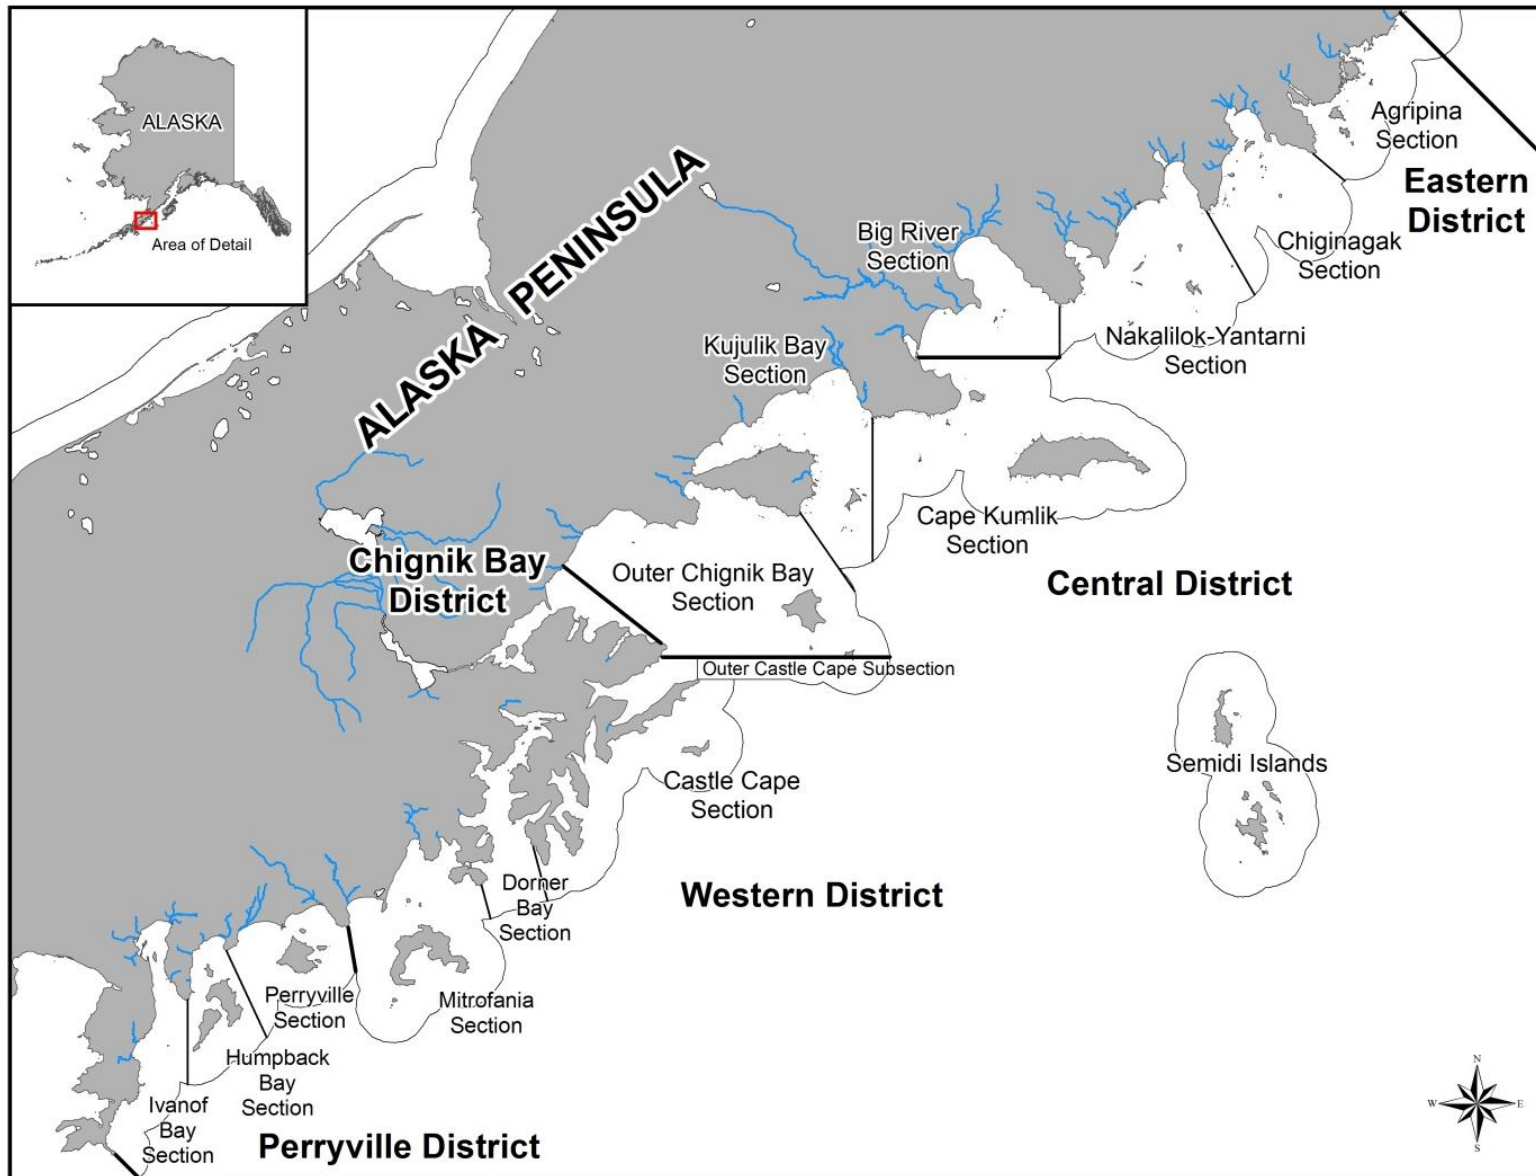 ALASKA
Area of Detail
ALASKA PENINSULA
Agripina
Section
Eastern
District
Big River
Section
Chiginagak
Section
Kujulik Bay
Section
Nakalilok-Yantarni
Section
Cape Kumlik
Section
Chignik Bay
District
Outer Chignik Bay
Section
Central District
Outer Castle Cape Subsection
Semidi Islands
Castle Cape
Section
Dorner
Bay
Section
Western District
Perryville
Section
Mitrofania
Section
Humpback
Bay
Section
Ivanof
Bay
Section
Perryville District
N
W
E
S